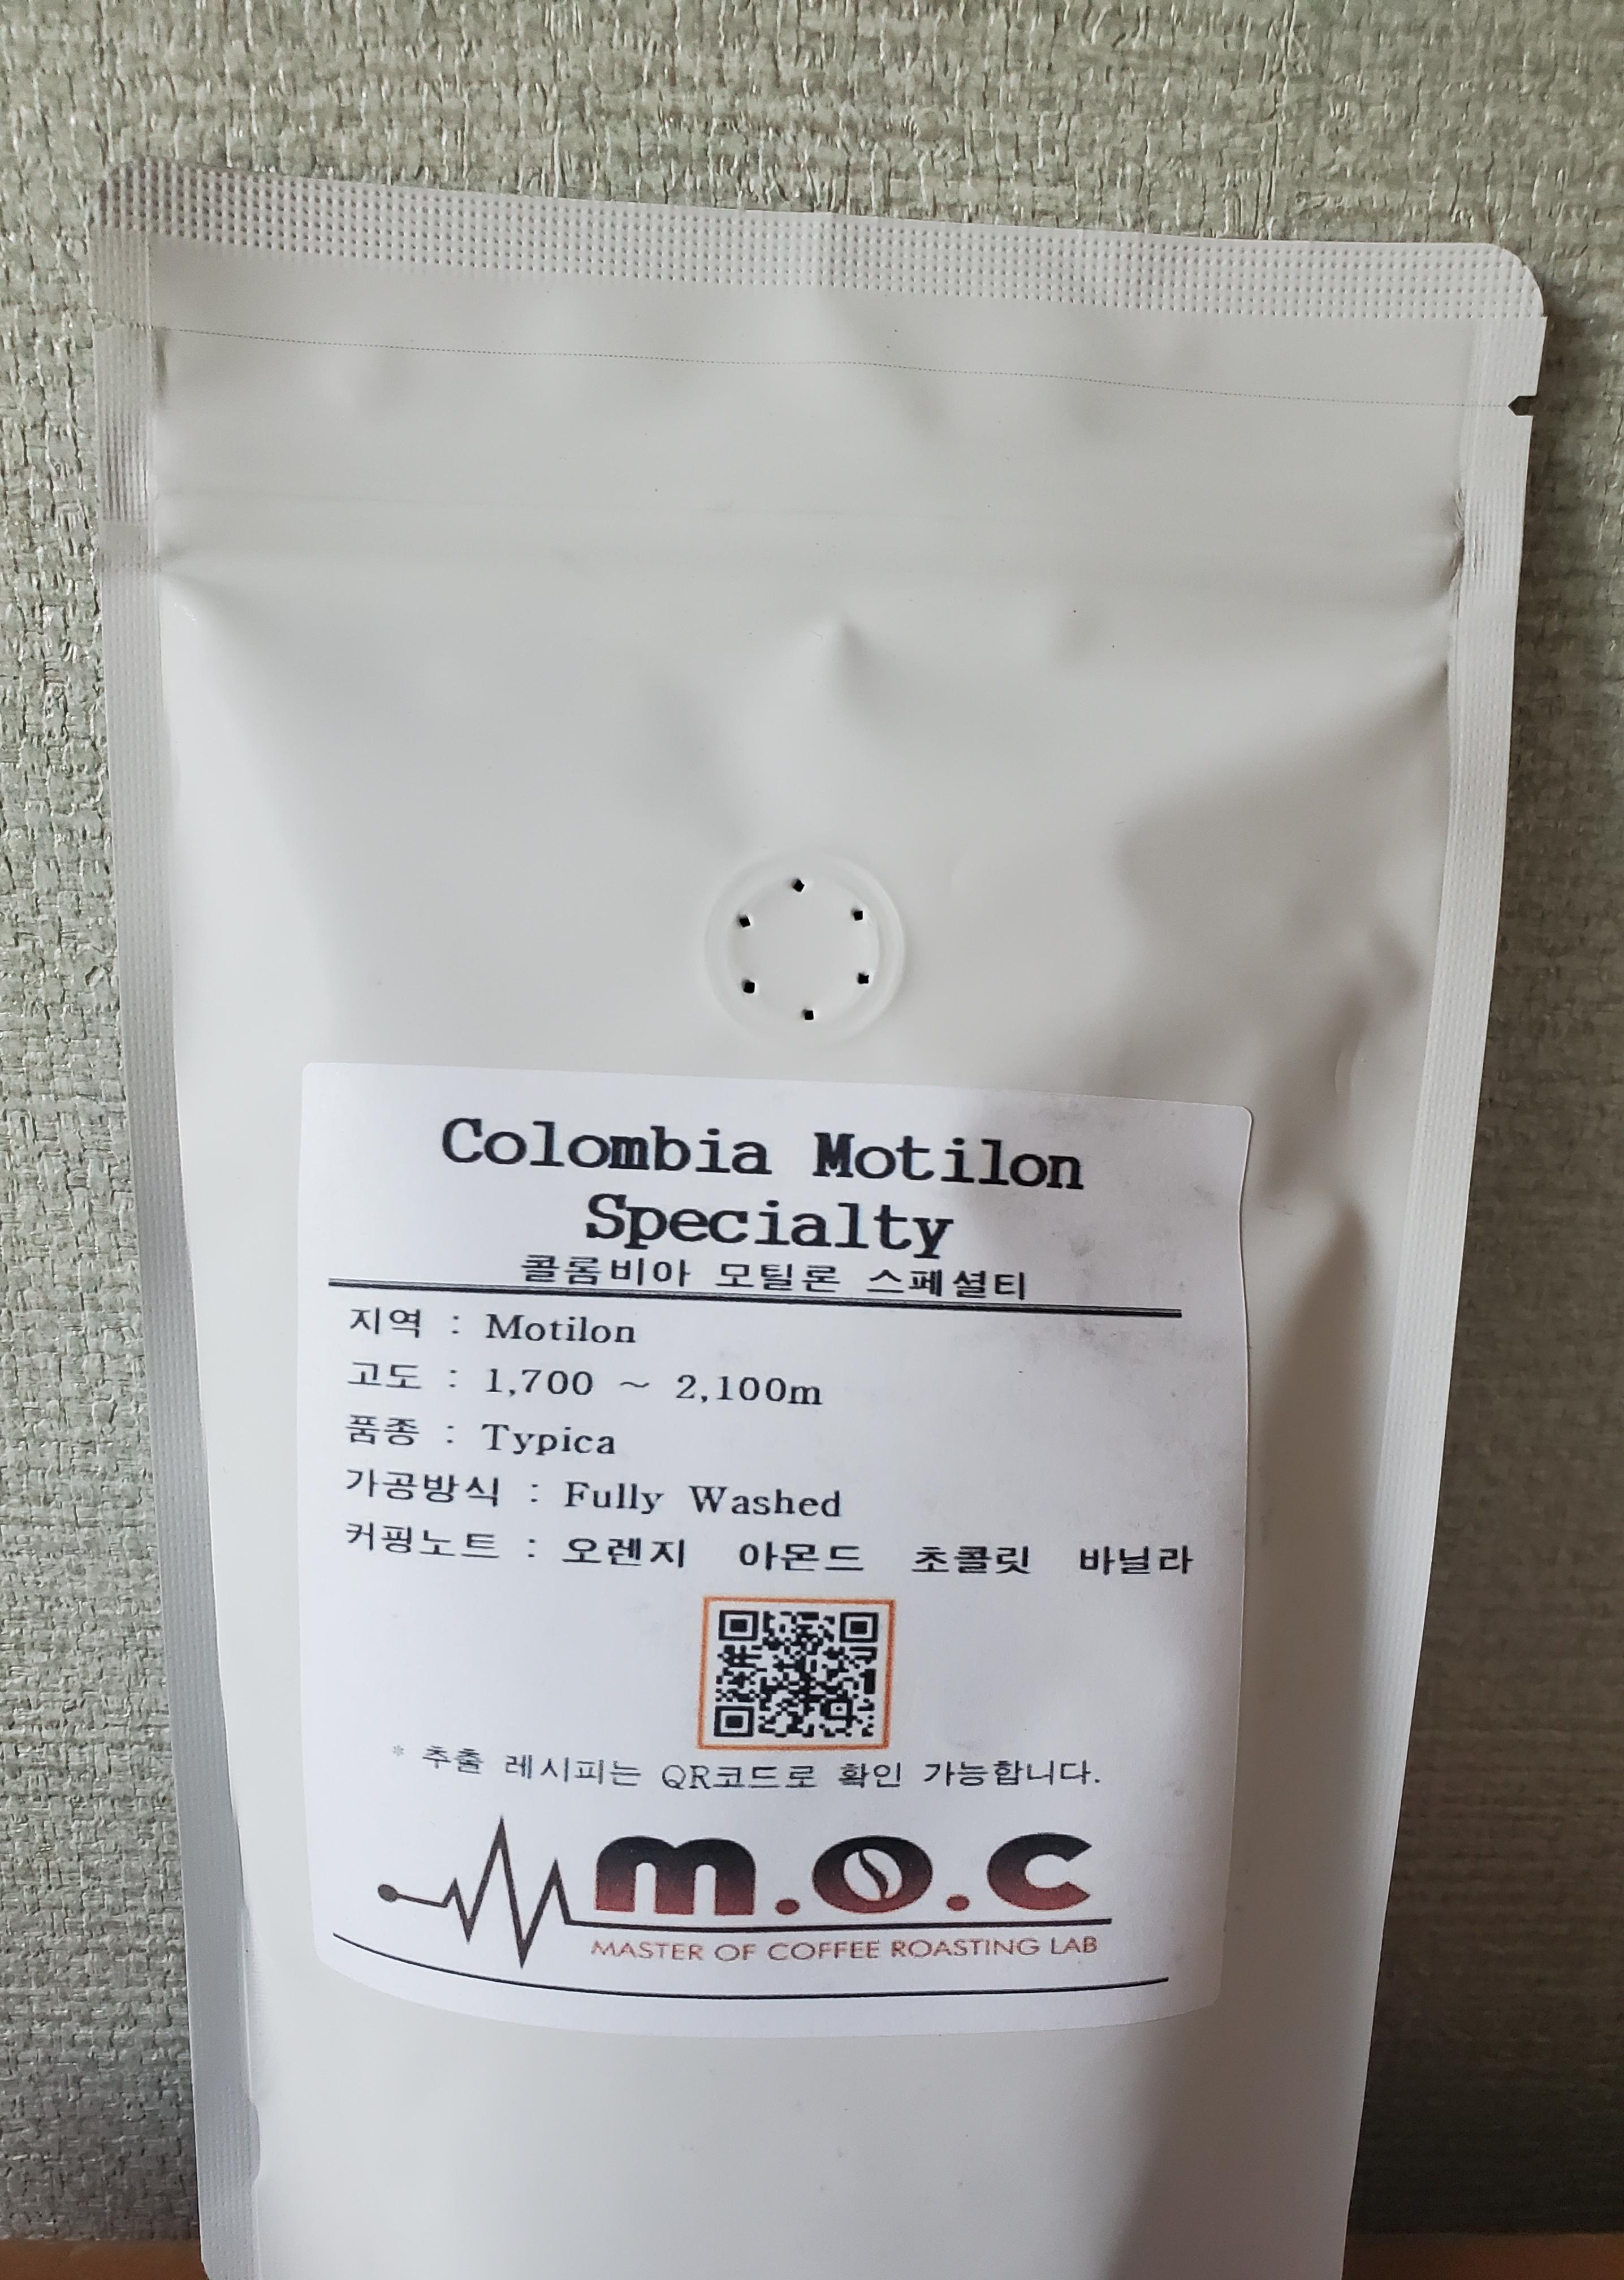 Colombia Motilon
Specialty
콜롬비아 모틸론 스페셜티
지역 : Motilon
고도 : 1,700 ~ 2,100m
품종 : Typica
가공방식 : Fully Washed
커핑노트 : 오렌지 아몬드 초콜릿 바닐라
* 추출 레시피는 QR코드로 확인 가능합니다.
m.o.c
MASTER OF COFFEE ROASTING LAB